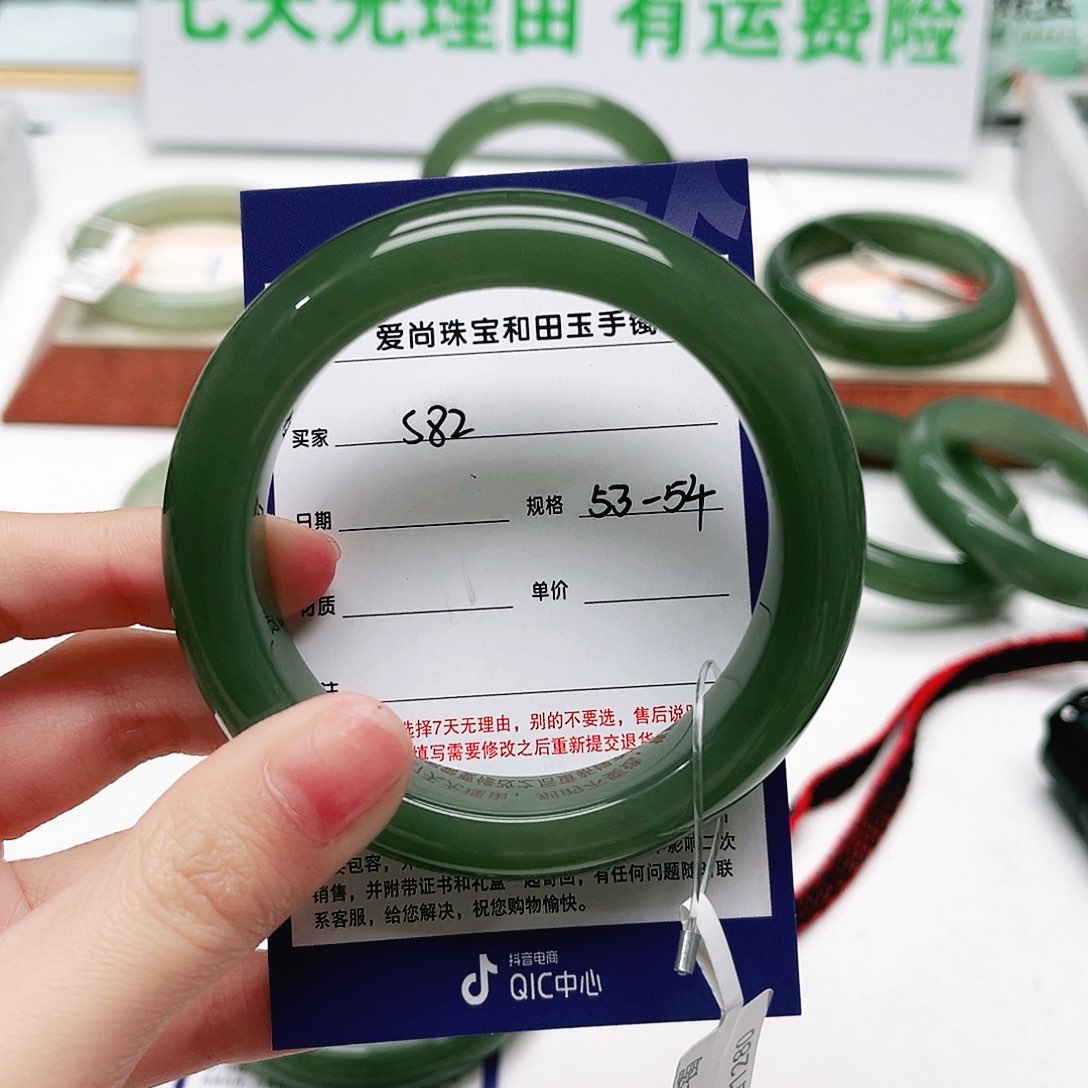 七天无理由 有运费险
爱尚珠宝和田玉手镯
买家 S82
日期 规格 53-54
材质 单价
注
选择7天无理由，别的不要选，售后说
填写需要修改之后重新提交退
包容，
影响二次
销售，并附带证书和礼盒一起寄回，有任何问题随时联
系客服，给您解决，祝您购物愉快。
抖音电商
QIC中心